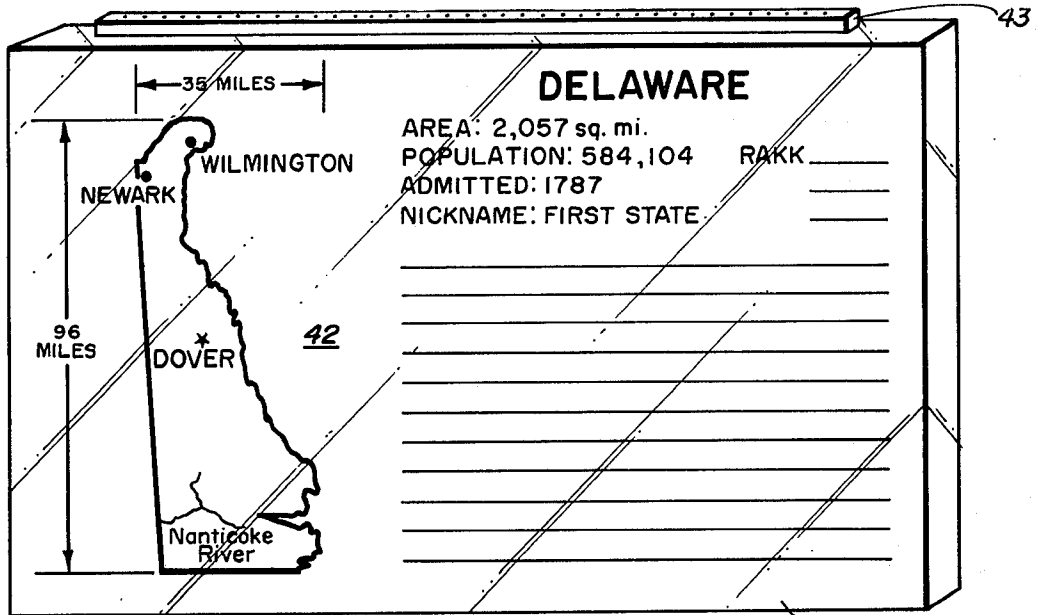 43
35 MILES
DELAWARE
AREA: 2,057 sq. mi.
POPULATION: 584,104 RAKK
ADMITTED: 1787
NICKNAME: FIRST STATE
WILMINGTON
NEWARK
96
MILES
42
DOVER
Nanticoke
River